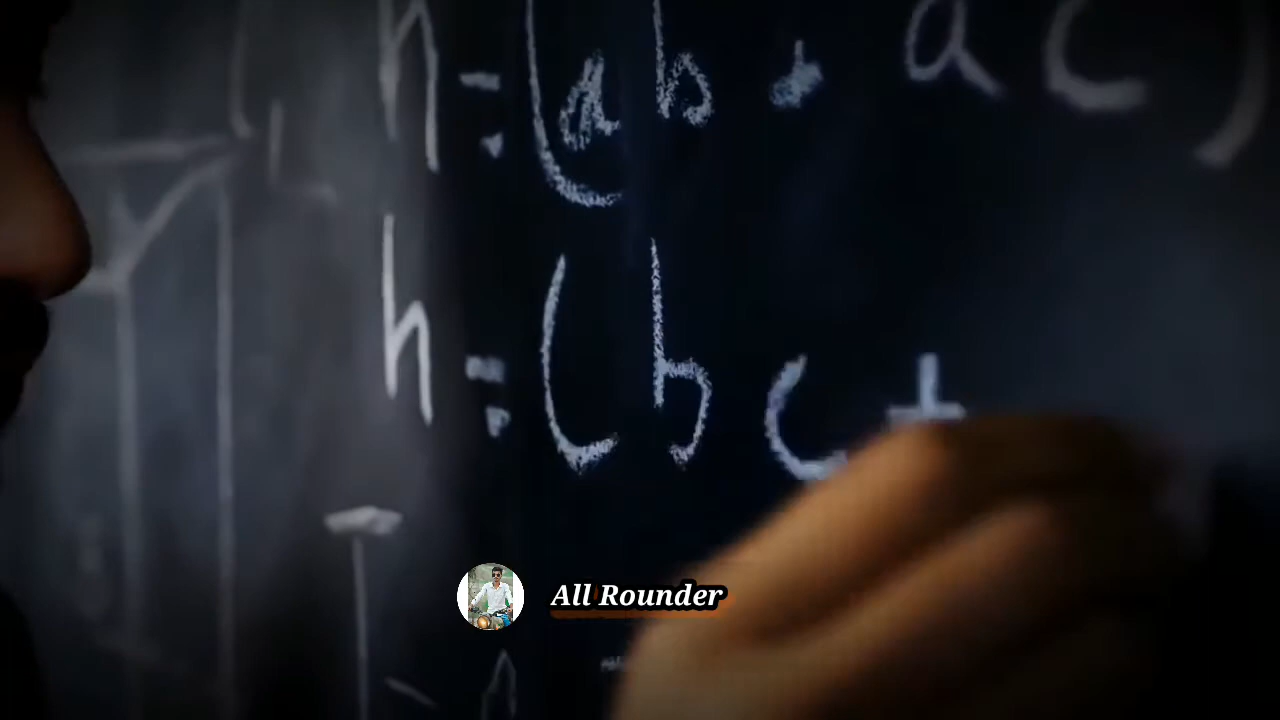 h = (ab + ac)
h = (bc +
All Rounder